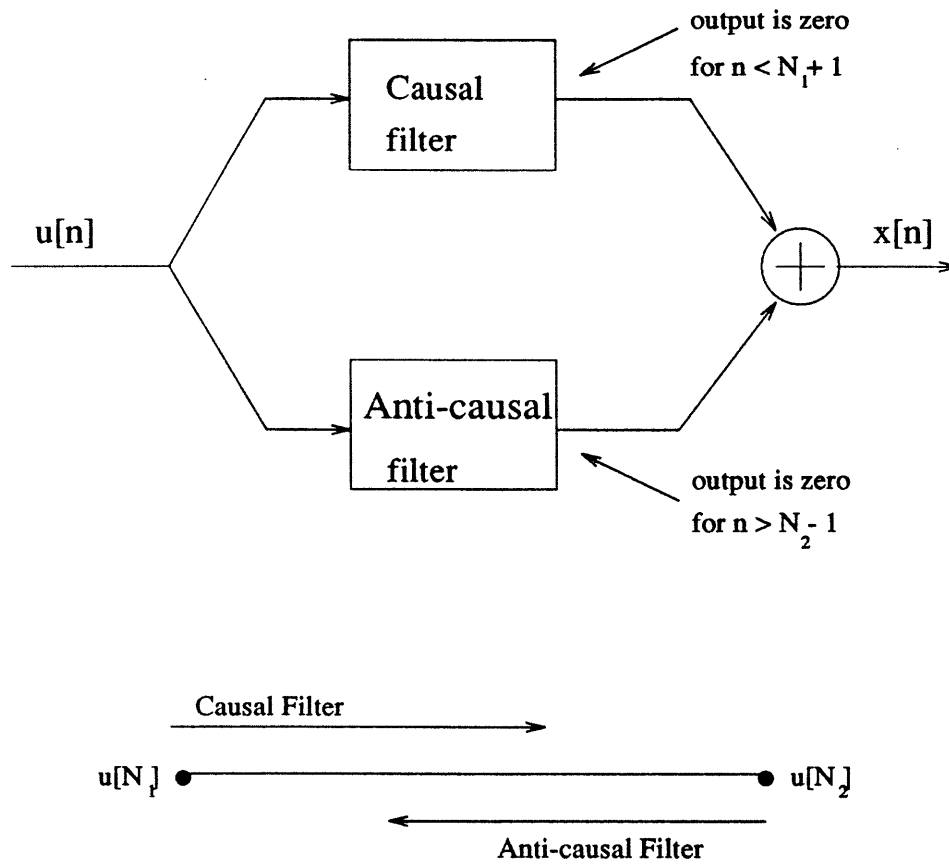 output is zero
for n < N₁ + 1
Causal
filter
u[n]
x[n]
Anti-causal
filter
output is zero
for n > N₂ - 1
Causal Filter
u[N₁]
u[N₂]
Anti-causal Filter